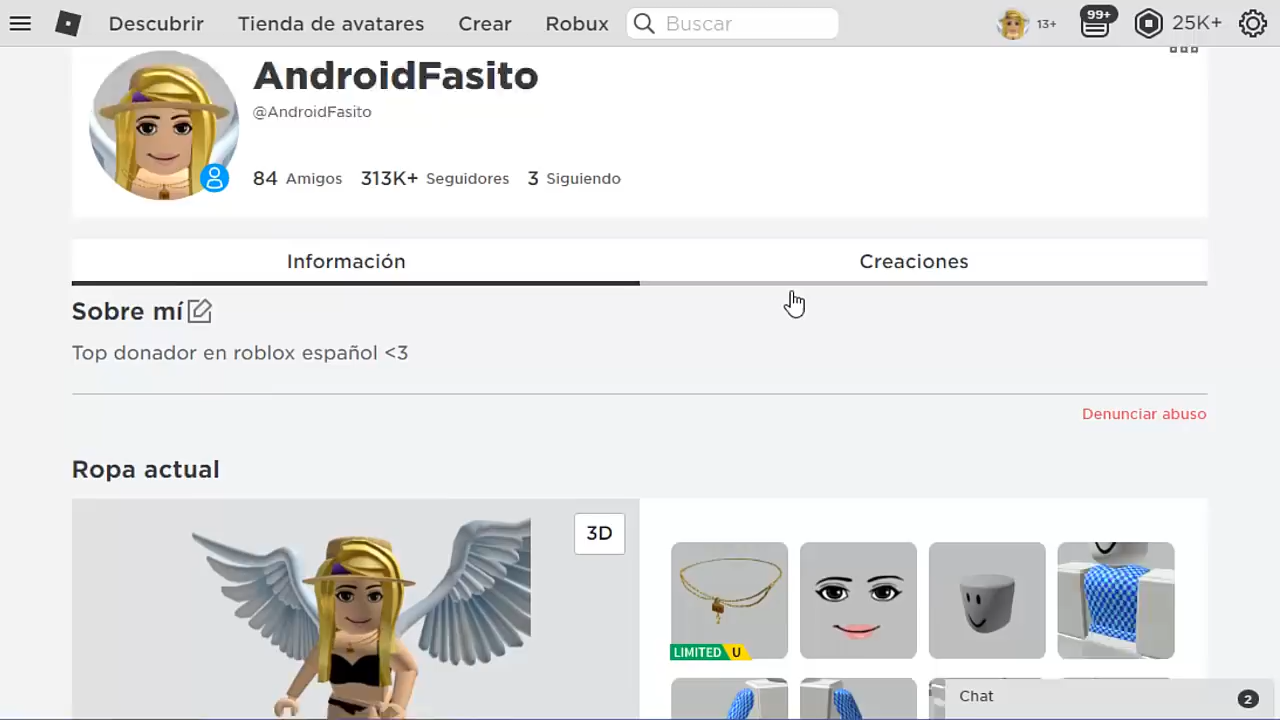 Descubrir Tienda de avatares Crear Robux Buscar 13+ 99+ 25K+
AndroidFasito
@AndroidFasito
84 Amigos 313K+ Seguidores 3 Siguiendo
Información Creaciones
Sobre mí
Top donador en roblox español <3
Denunciar abuso
Ropa actual
3D
LIMITED U
Chat 2